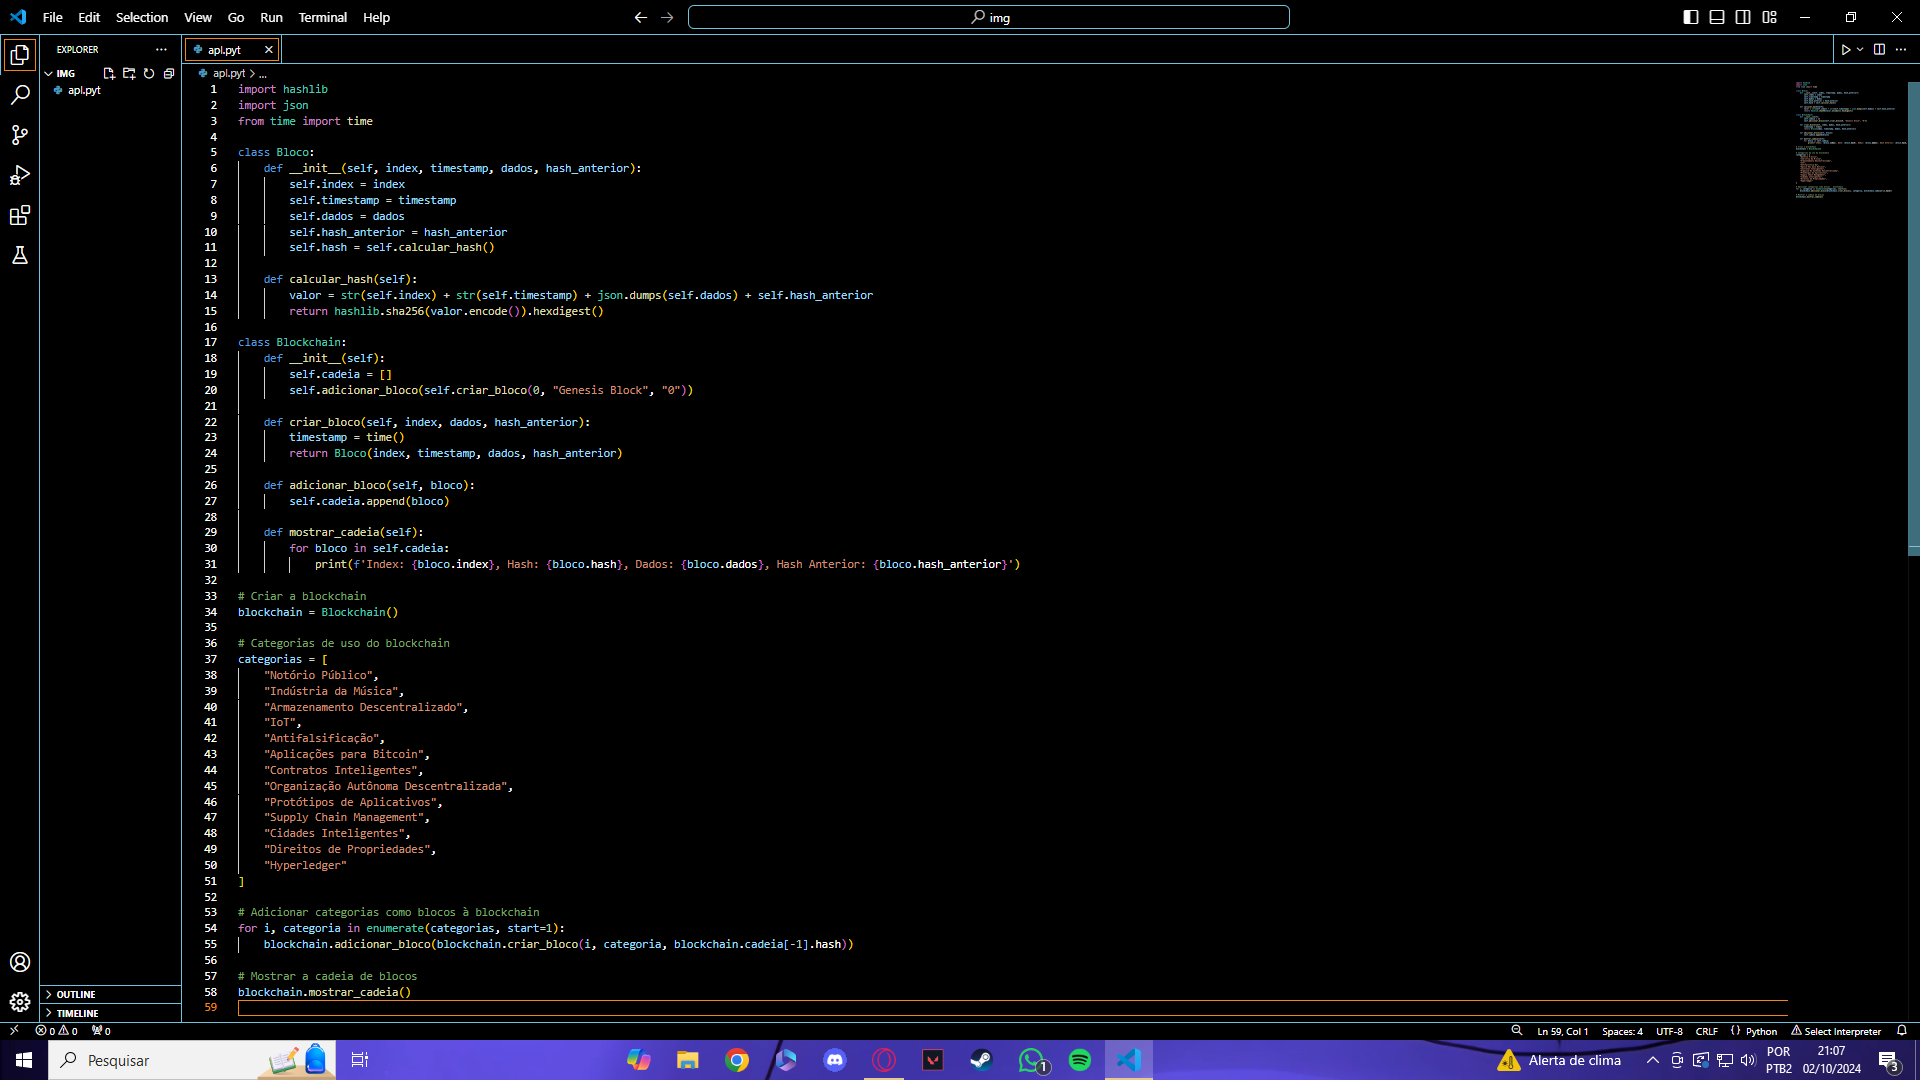 File Edit Selection View Go Run Terminal Help
img
EXPLORER
apl.pyt
IMG
apl.pyt
apl.pyt > ...
1 import hashlib
2 import json
3 from time import time
4
5 class Bloco:
6     def __init__(self, index, timestamp, dados, hash_anterior):
7         self.index = index
8         self.timestamp = timestamp
9         self.dados = dados
10         self.hash_anterior = hash_anterior
11         self.hash = self.calcular_hash()
12
13     def calcular_hash(self):
14         valor = str(self.index) + str(self.timestamp) + json.dumps(self.dados) + self.hash_anterior
15         return hashlib.sha256(valor.encode()).hexdigest()
16
17 class Blockchain:
18     def __init__(self):
19         self.cadeia = []
20         self.adicionar_bloco(self.criar_bloco(0, "Genesis Block", "0"))
21
22     def criar_bloco(self, index, dados, hash_anterior):
23         timestamp = time()
24         return Bloco(index, timestamp, dados, hash_anterior)
25
26     def adicionar_bloco(self, bloco):
27         self.cadeia.append(bloco)
28
29     def mostrar_cadeia(self):
30         for bloco in self.cadeia:
31             print(f'Index: {bloco.index}, Hash: {bloco.hash}, Dados: {bloco.dados}, Hash Anterior: {bloco.hash_anterior}')
32
33 # Criar a blockchain
34 blockchain = Blockchain()
35
36 # Categorias de uso do blockchain
37 categorias = [
38     "Notório Público",
39     "Indústria da Música",
40     "Armazenamento Descentralizado",
41     "IoT",
42     "Antifalsificação",
43     "Aplicações para Bitcoin",
44     "Contratos Inteligentes",
45     "Organização Autônoma Descentralizada",
46     "Protótipos de Aplicativos",
47     "Supply Chain Management",
48     "Cidades Inteligentes",
49     "Direitos de Propriedades",
50     "Hyperledger"
51 ]
52
53 # Adicionar categorias como blocos à blockchain
54 for i, categoria in enumerate(categorias, start=1):
55     blockchain.adicionar_bloco(blockchain.criar_bloco(i, categoria, blockchain.cadeia[-1].hash))
56
57 # Mostrar a cadeia de blocos
58 blockchain.mostrar_cadeia()
59
OUTLINE
TIMELINE
0 0 0 Ln 59, Col 1 Spaces: 4 UTF-8 CRLF Python Select Interpreter
Pesquisar
1
Alerta de clima
POR
PTB2
21:07
02/10/2024
3